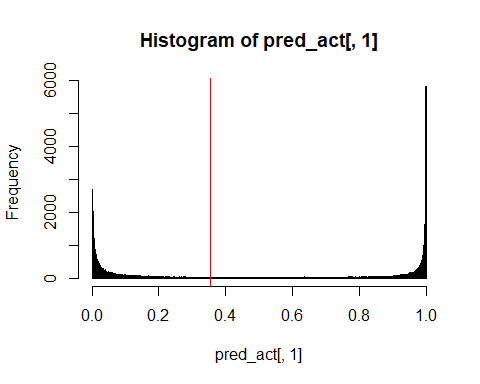 Histogram of pred_act[, 1]
Frequency
6000
4000
2000
0
0.0 0.2 0.4 0.6 0.8 1.0
pred_act[, 1]